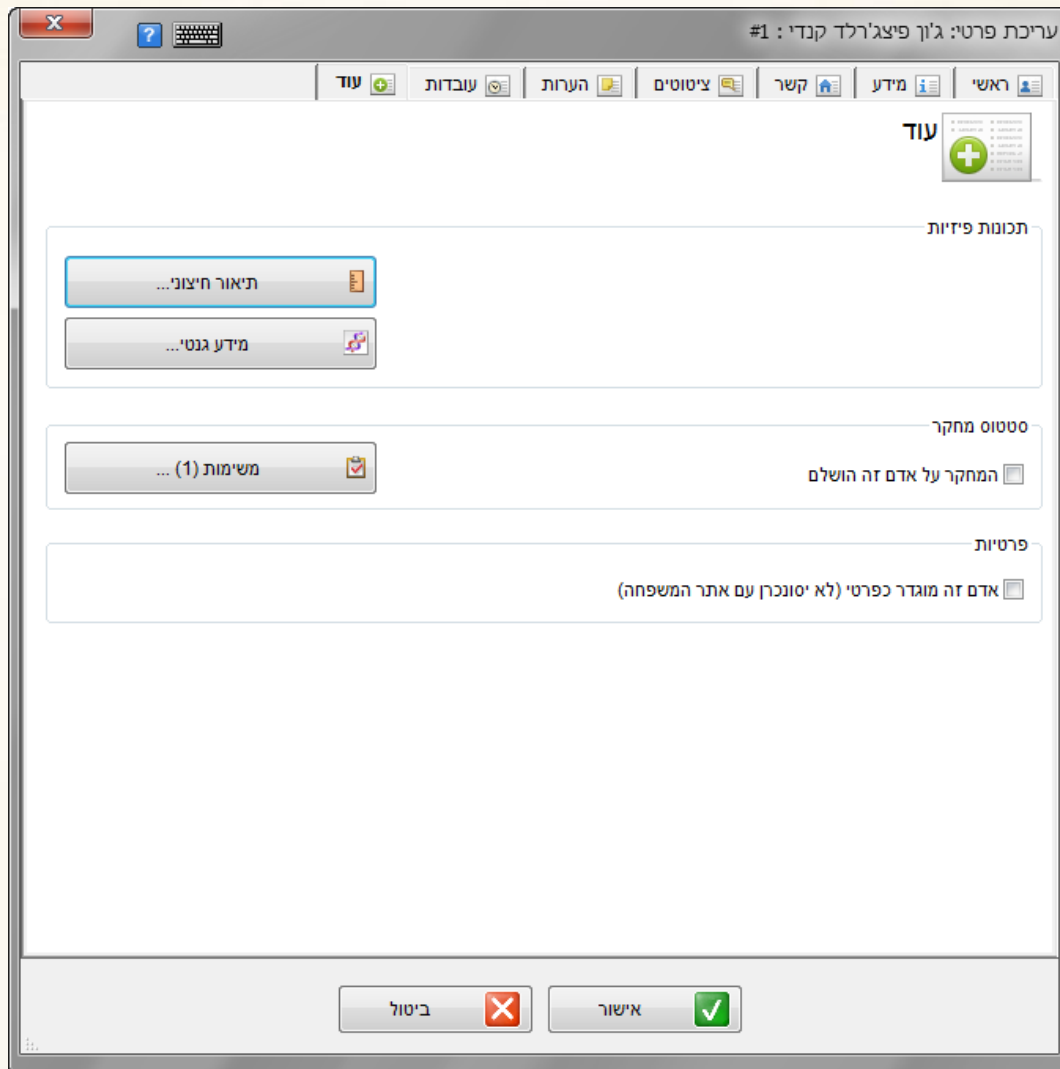 עריכת פרטי: ג'ון פיצג'רלד קנדי : 1#
ראשי מידע קשר ציטוטים הערות עובדות עוד
עוד
תכונות פיזיות
תיאור חיצוני...
מידע גנטי...
סטטוס מחקר
המחקר על אדם זה הושלם
משימות (1) ...
פרטיות
אדם זה מוגדר כפרטי (לא יסונכרן עם אתר המשפחה)
אישור ביטול